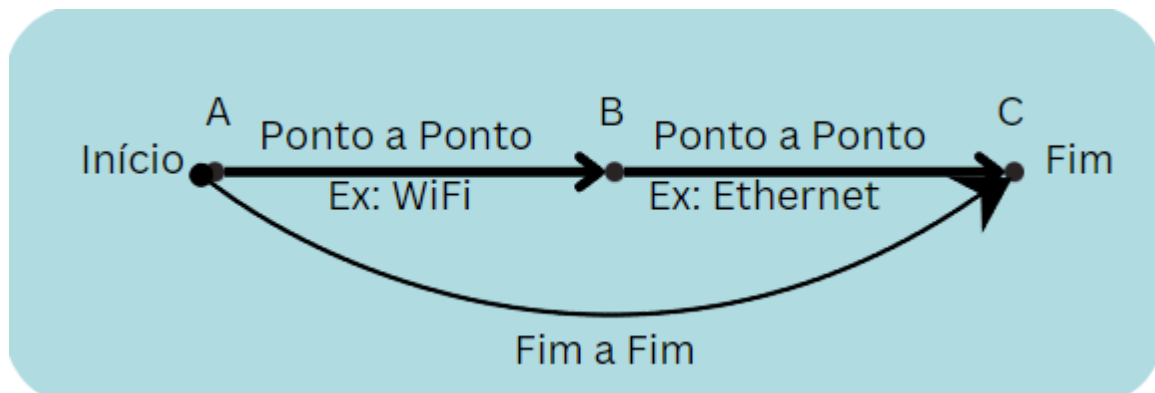 A B C
Ponto a Ponto Ponto a Ponto
Início Fim
Ex: WiFi Ex: Ethernet
Fim a Fim